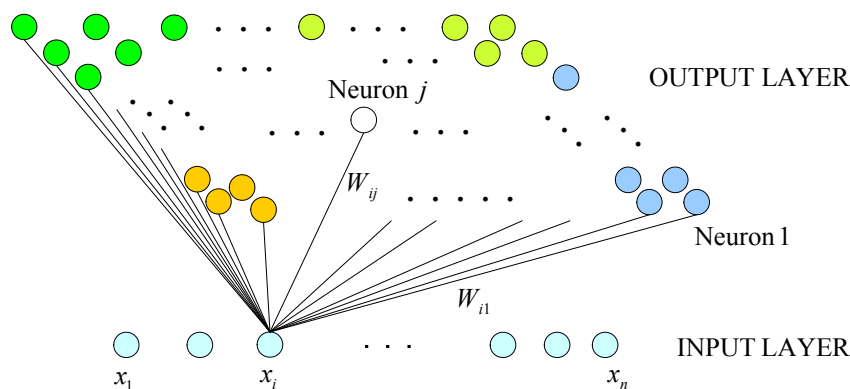 OUTPUT LAYER
Neuron j
W_ij
Neuron 1
W_i1
INPUT LAYER
x_1 x_i x_n